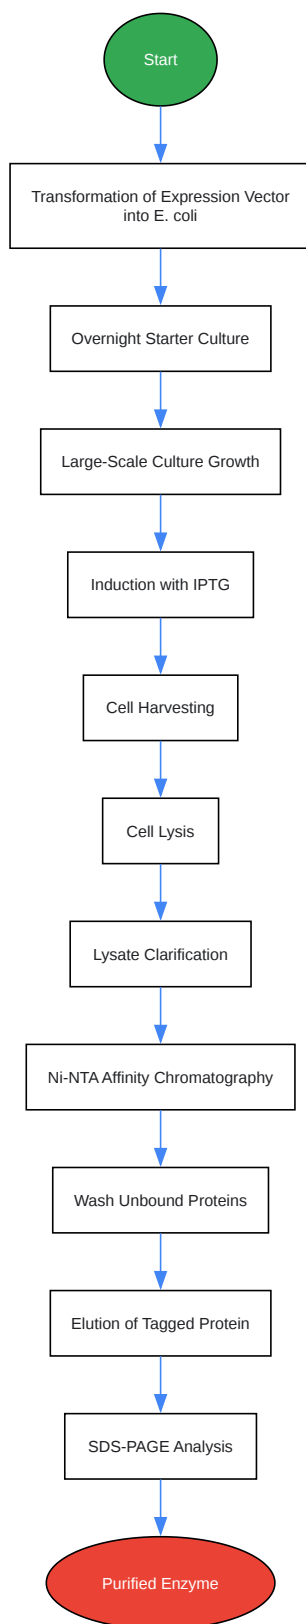 Start
Transformation of Expression Vector
into E. coli
Overnight Starter Culture
Large-Scale Culture Growth
Induction with IPTG
Cell Harvesting
Cell Lysis
Lysate Clarification
Ni-NTA Affinity Chromatography
Wash Unbound Proteins
Elution of Tagged Protein
SDS-PAGE Analysis
Purified Enzyme